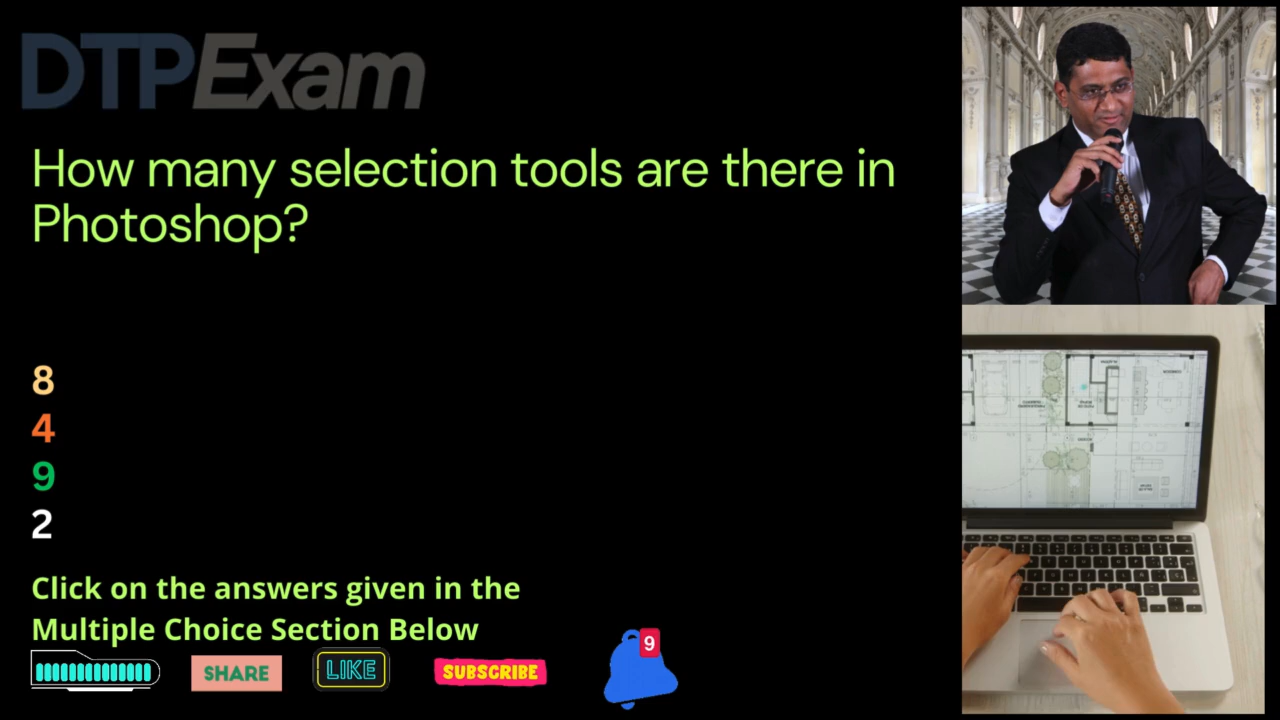 DTPExam
How many selection tools are there in
Photoshop?
8
4
9
2
Click on the answers given in the
Multiple Choice Section Below
SHARE
LIKE
SUBSCRIBE
9